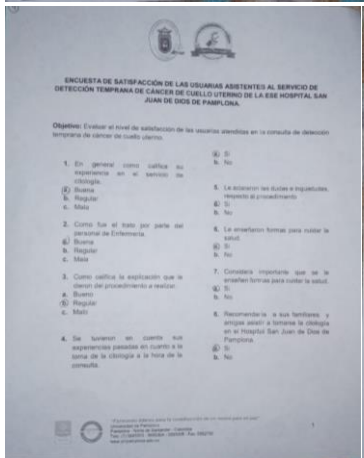 ENCUESTA DE SATISFACCIÓN DE LAS USUARIAS ASISTENTES AL SERVICIO DE
DETECCIÓN TEMPRANA DE CÁNCER DE CUELLO UTERINO DE LA ESE HOSPITAL SAN
JUAN DE DIOS DE PAMPLONA.
Objetivo: Evaluar el nivel de satisfacción de las usuarias atendidas en la consulta de detección
temprana de cáncer de cuello uterino.
1. En general como califica su
experiencia en el servicio de
citología.
a. Buena
b. Regular
c. Mala
2. Como fue el trato por parte del
personal de Enfermería.
a. Buena
b. Regular
c. Mala
3. Como califica la explicación que le
dieron del procedimiento a realizar.
a. Bueno
b. Regular
c. Malo
4. Se tuvieron en cuenta sus
experiencias pasadas en cuanto a la
toma de la citología a la hora de la
consulta.
a. Si
b. No
5. Le aclararon las dudas e inquietudes,
respecto al procedimiento
a. Si
b. No
6. Le enseñaron formas para cuidar la
salud.
a. Si
b. No
7. Considera importante que se le
enseñen formas para cuidar la salud.
a. Si
b. No
8. Recomendaría a sus familiares y
amigas asistir a tomarse la citología
en el Hospital San Juan de Dios de
Pamplona.
a. Si
b. No
Universidad de Pamplona
1